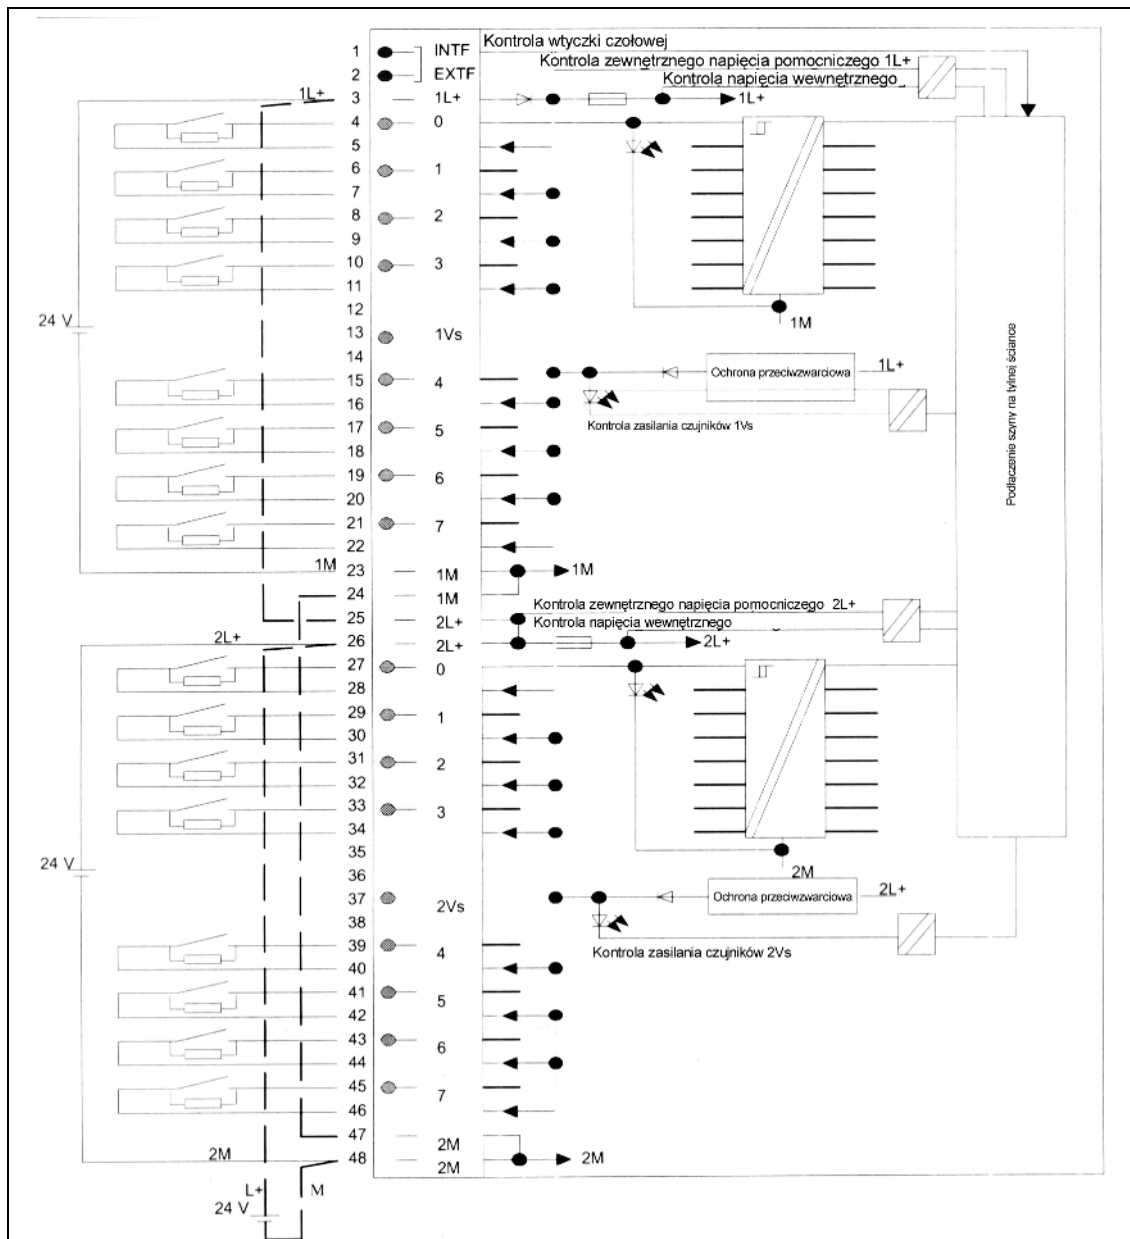 Kontrola wtyczki czołowej
1 INTF
Kontrola zewnętrznego napięcia pomocniczego 1L+
2 EXTF
Kontrola napięcia wewnętrznego
1L+ 3 1L+ 1L+
4 0
5
6 1
7
8 2
9
10 3
11
12
24 V 1M
13 1Vs
14
Ochrona przeciwzwarciowa 1L+
15 4
16
17 5
Kontrola zasilania czujników 1Vs
18
19 6
20
21 7
22
1M 23 1M 1M
24 1M
Kontrola zewnętrznego napięcia pomocniczego 2L+
25 2L+
Kontrola napięcia wewnętrznego
2L+ 26 2L+ 2L+
27 0
28
29 1
30
31 2
32
33 3
34
35
24 V
36 2M
37 2Vs
Ochrona przeciwzwarciowa 2L+
38
39 4
Kontrola zasilania czujników 2Vs
40
41 5
42
43 6
44
45 7
46
47 2M
2M 48 2M 2M
L+ M
24 V
Podłaczenie szyny na tylnej ściance